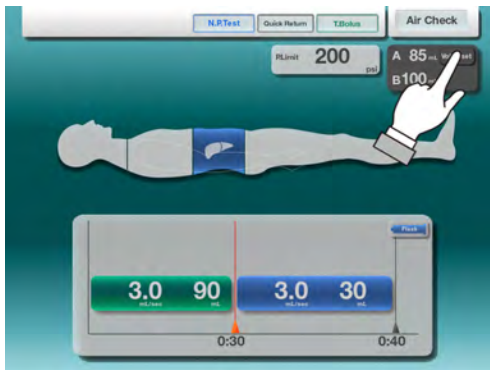 N.P.Test Quick Return T.Bolus Air Check
P.Limit 200 psi
A 85 mL
B 100
Flush
3.0 mL/sec 90 mL 3.0 mL/sec 30 mL
0:30 0:40